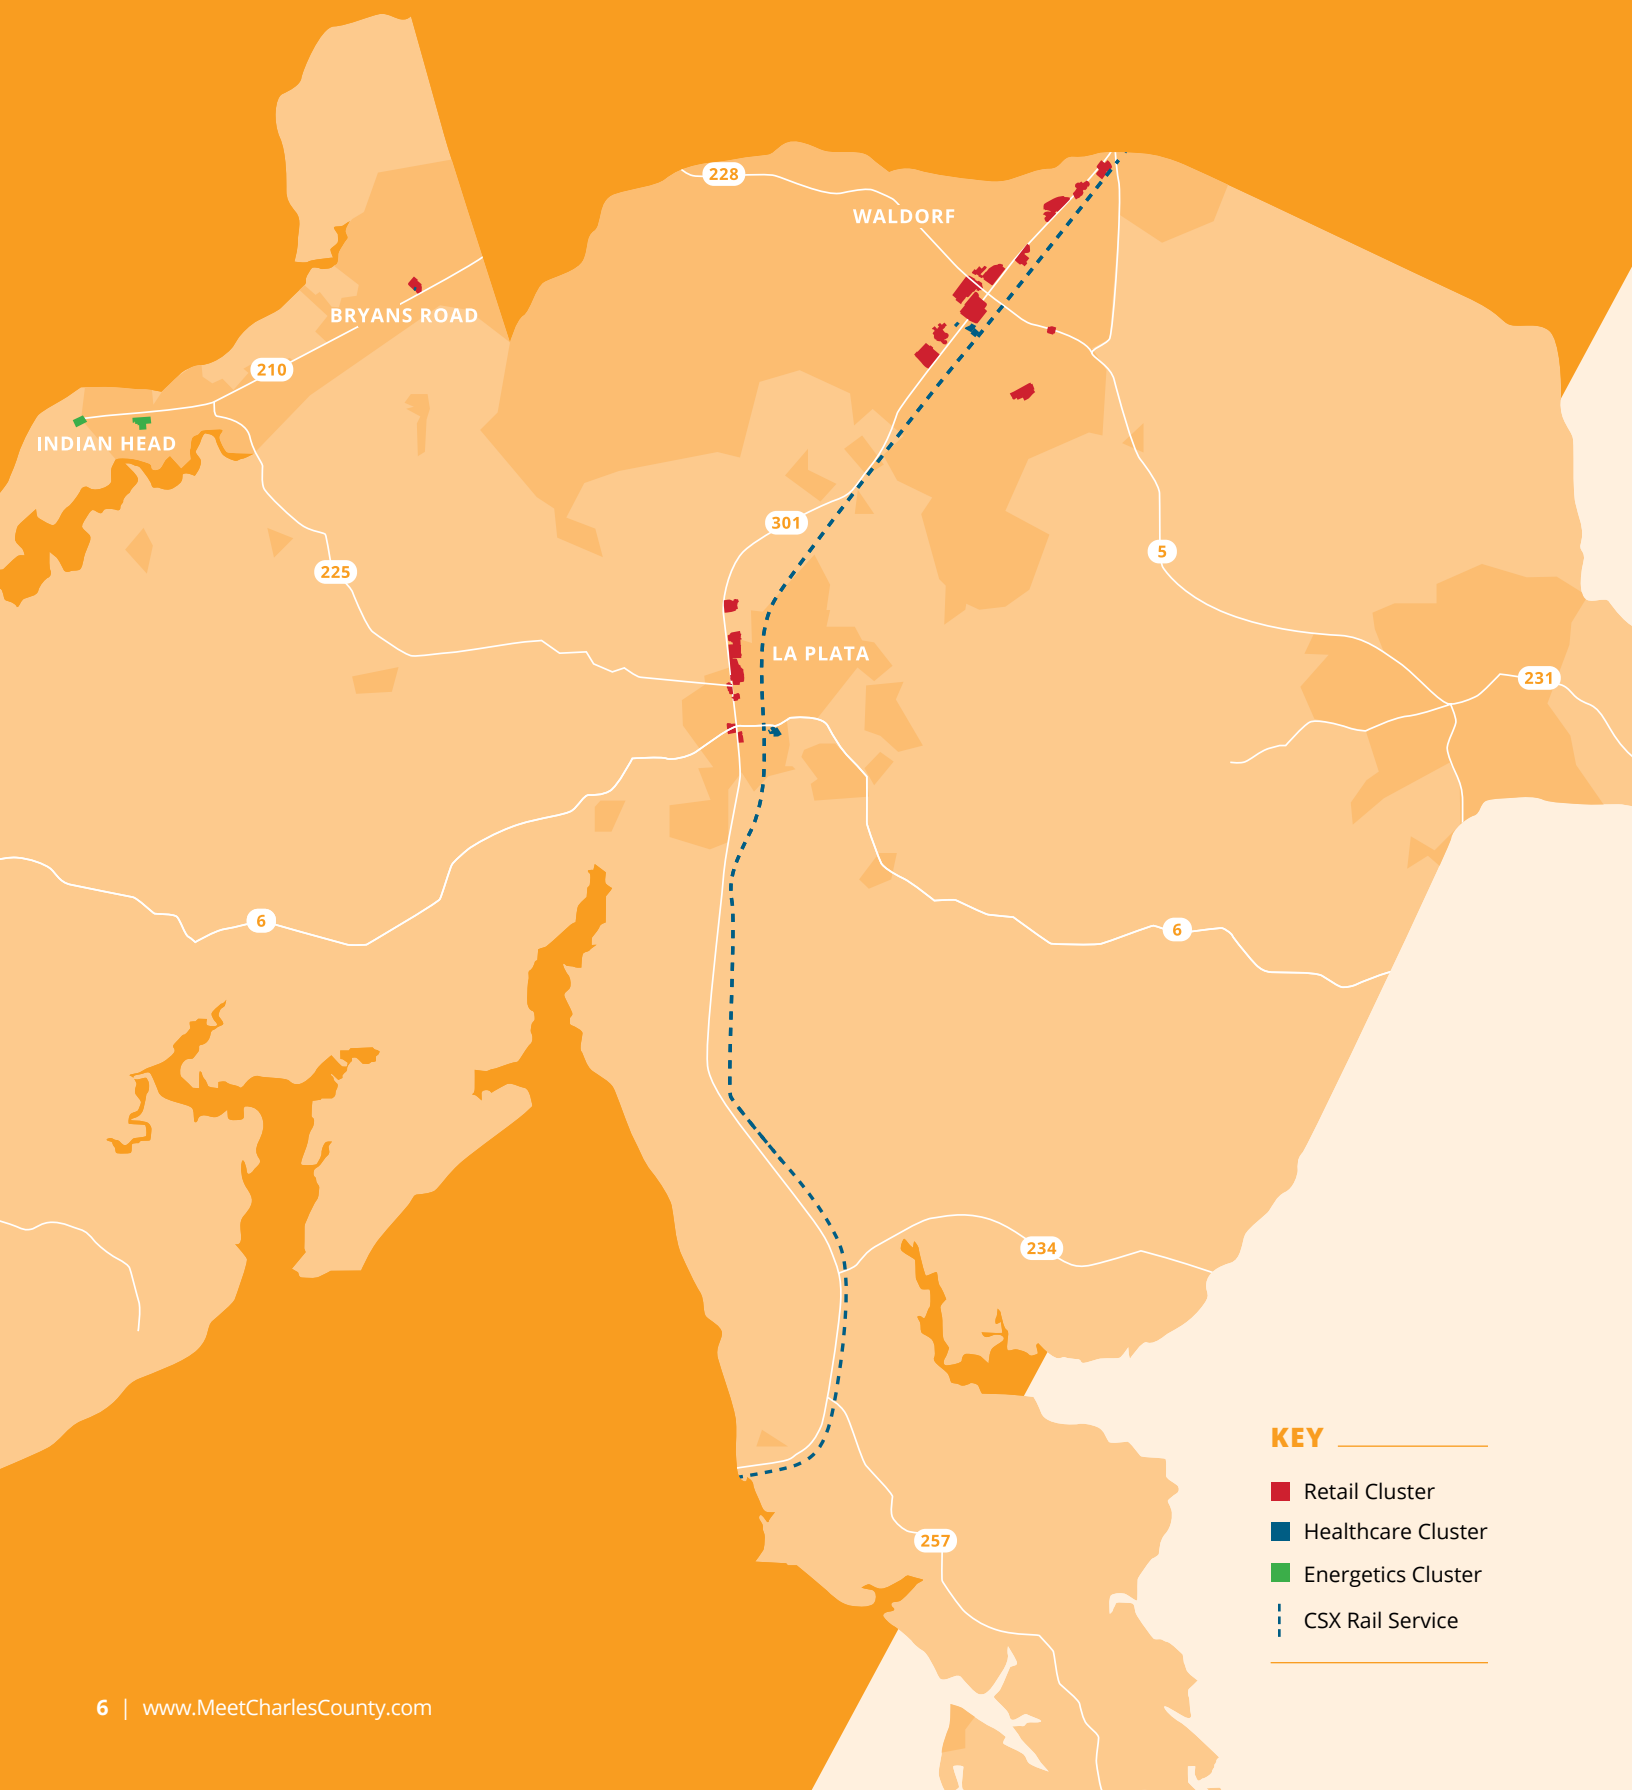 228
WALDORF
BRYANS ROAD
210
INDIAN HEAD
301
5
225
LA PLATA
231
6
6
234
257
KEY
Retail Cluster
Healthcare Cluster
Energetics Cluster
CSX Rail Service
6 | www.MeetCharlesCounty.com